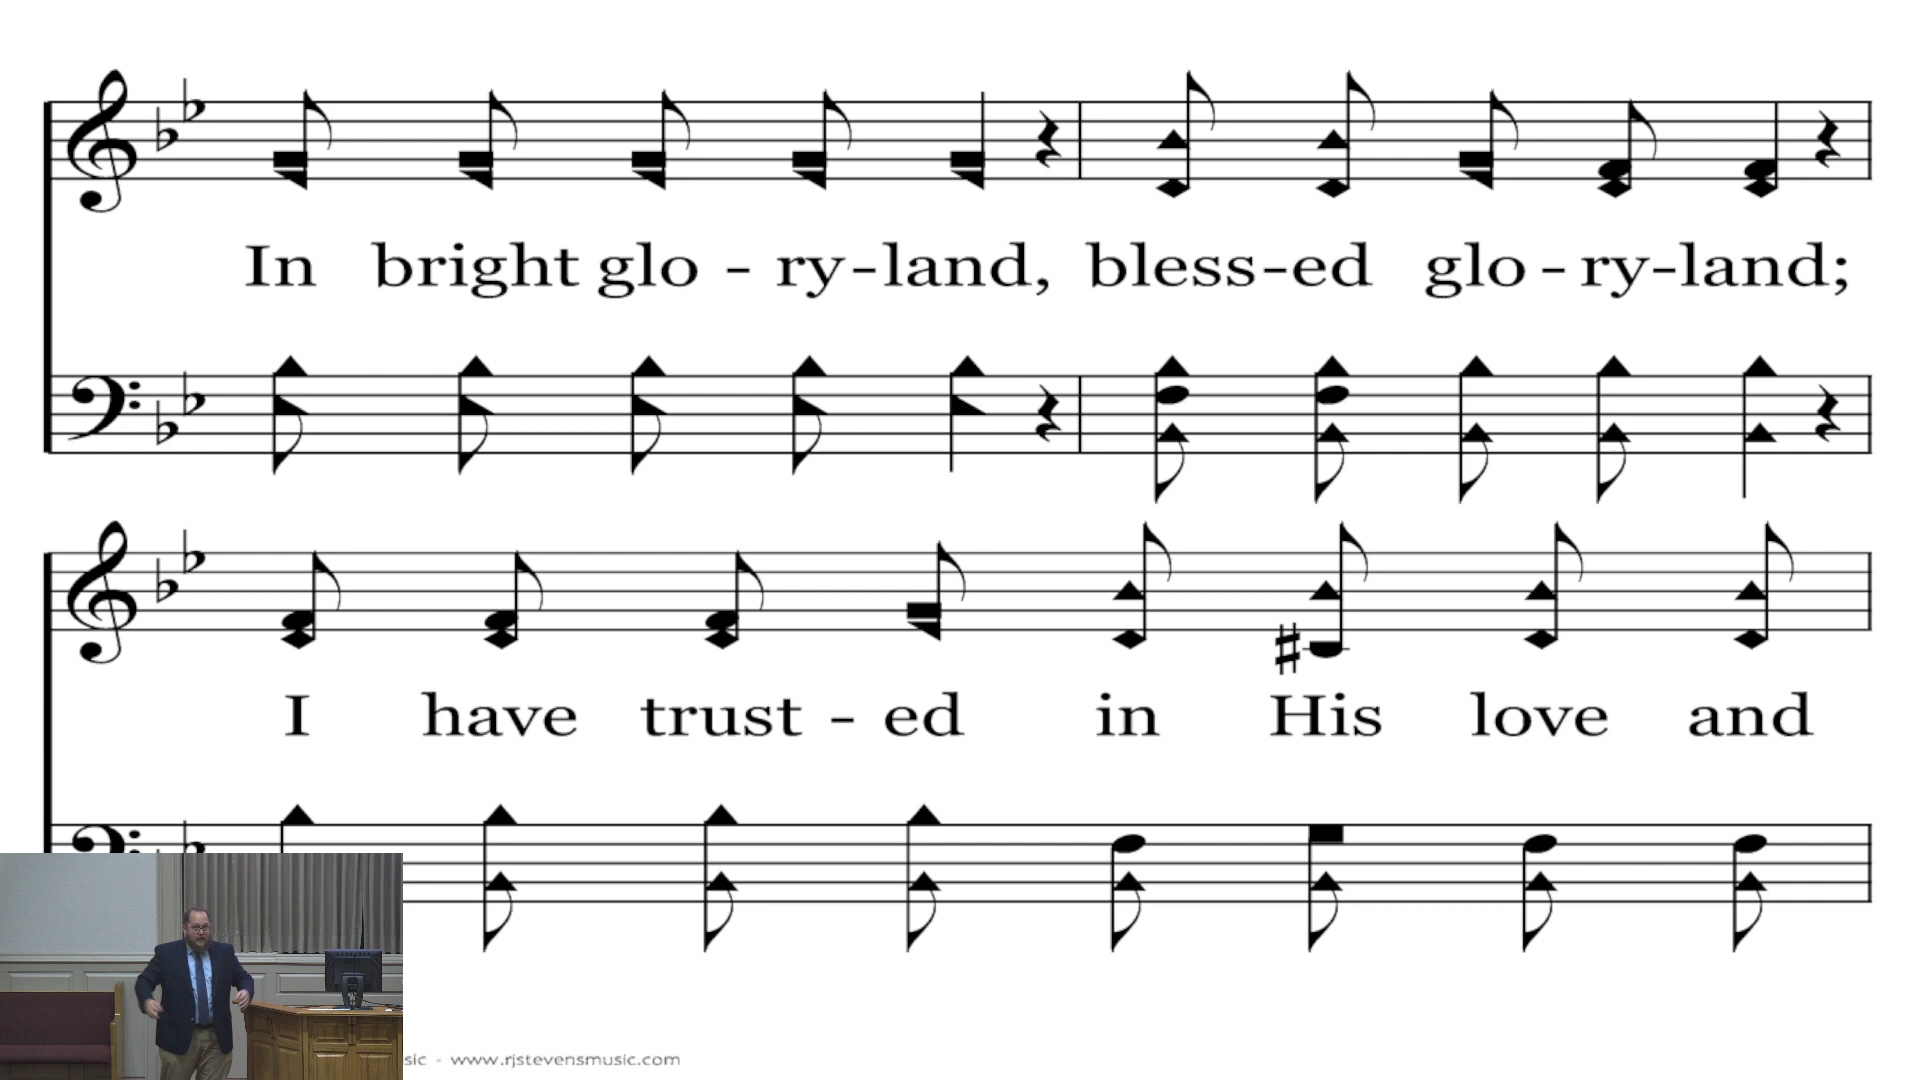 In bright glo - ry-land, bless-ed glo - ry-land;
I have trust - ed in His love and
sic - www.rjstevensmusic.com